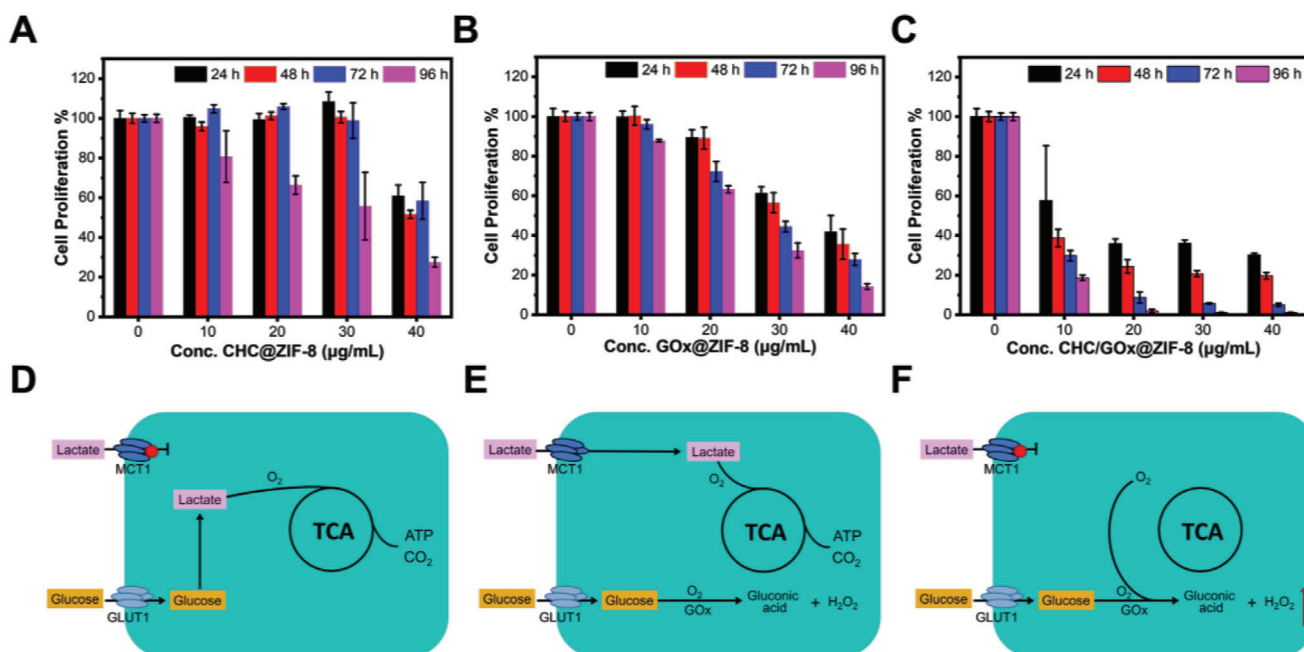 A
24 h 48 h 72 h 96 h
120
100
80
60
40
20
0
Cell Proliferation %
0 10 20 30 40
Conc. CHC@ZIF-8 (µg/mL)
B
24 h 48 h 72 h 96 h
120
100
80
60
40
20
0
Cell Proliferation %
0 10 20 30 40
Conc. GOx@ZIF-8 (µg/mL)
C
24 h 48 h 72 h 96 h
120
100
80
60
40
20
0
Cell Proliferation %
0 10 20 30 40
Conc. CHC/GOx@ZIF-8 (µg/mL)
D
Lactate
MCT1
Lactate
O₂
TCA
ATP
CO₂
Glucose
GLUT1
Glucose
E
Lactate
MCT1
Lactate
O₂
TCA
ATP
CO₂
Glucose
GLUT1
Glucose
O₂
GOx
Gluconic
acid
+ H₂O₂
F
Lactate
MCT1
O₂
TCA
Glucose
GLUT1
Glucose
O₂
GOx
Gluconic
acid
+ H₂O₂